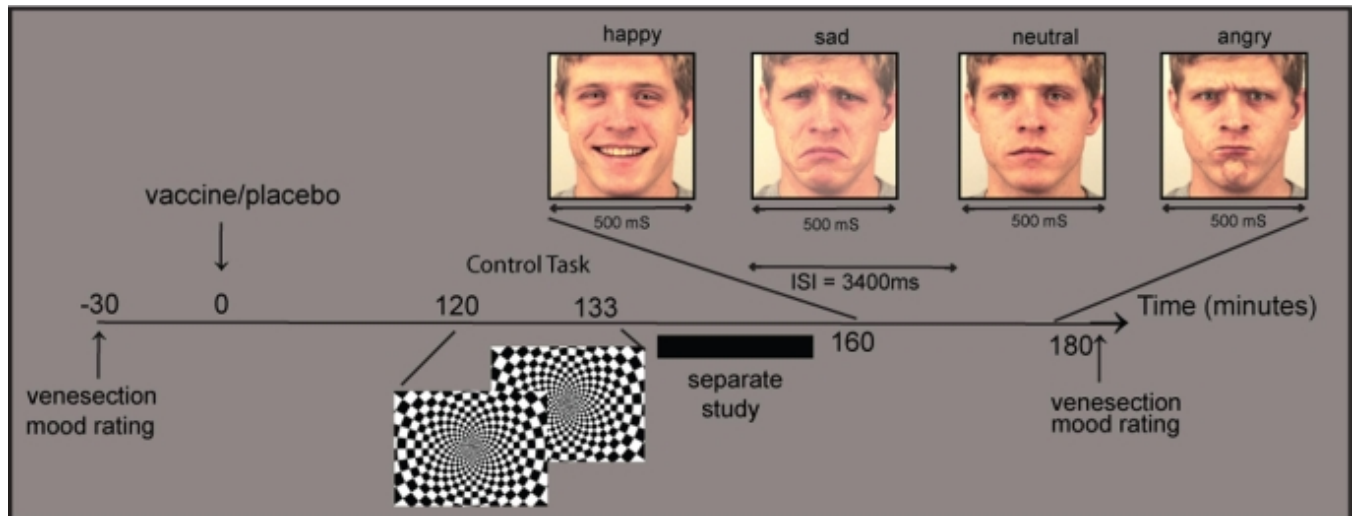 happy
sad
neutral
angry
500 mS
500 mS
500 mS
500 mS
vaccine/placebo
Control Task
ISI = 3400ms
-30
0
120
133
Time (minutes)
160
180
separate
study
venesection
mood rating
venesection
mood rating